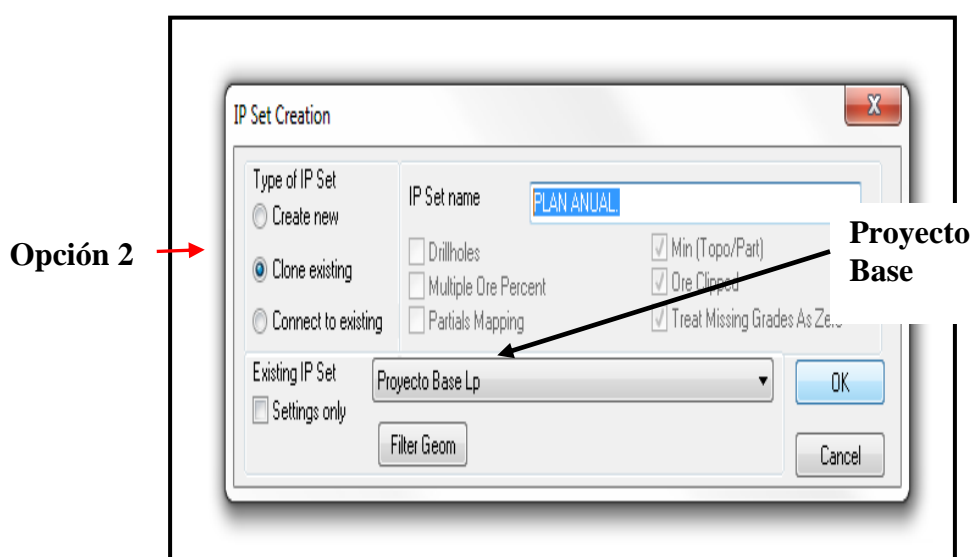 IP Set Creation
X
Type of IP Set
Create new
Clone existing
Connect to existing
IP Set name
PLAN ANUAL.
Drillholes
Multiple Ore Percent
Partials Mapping
Min (Topo/Part)
Ore Clipped
Treat Missing Grades As Zero
Existing IP Set
Proyecto Base Lp
Settings only
Filter Geom
OK
Cancel
Opción 2
Proyecto
Base